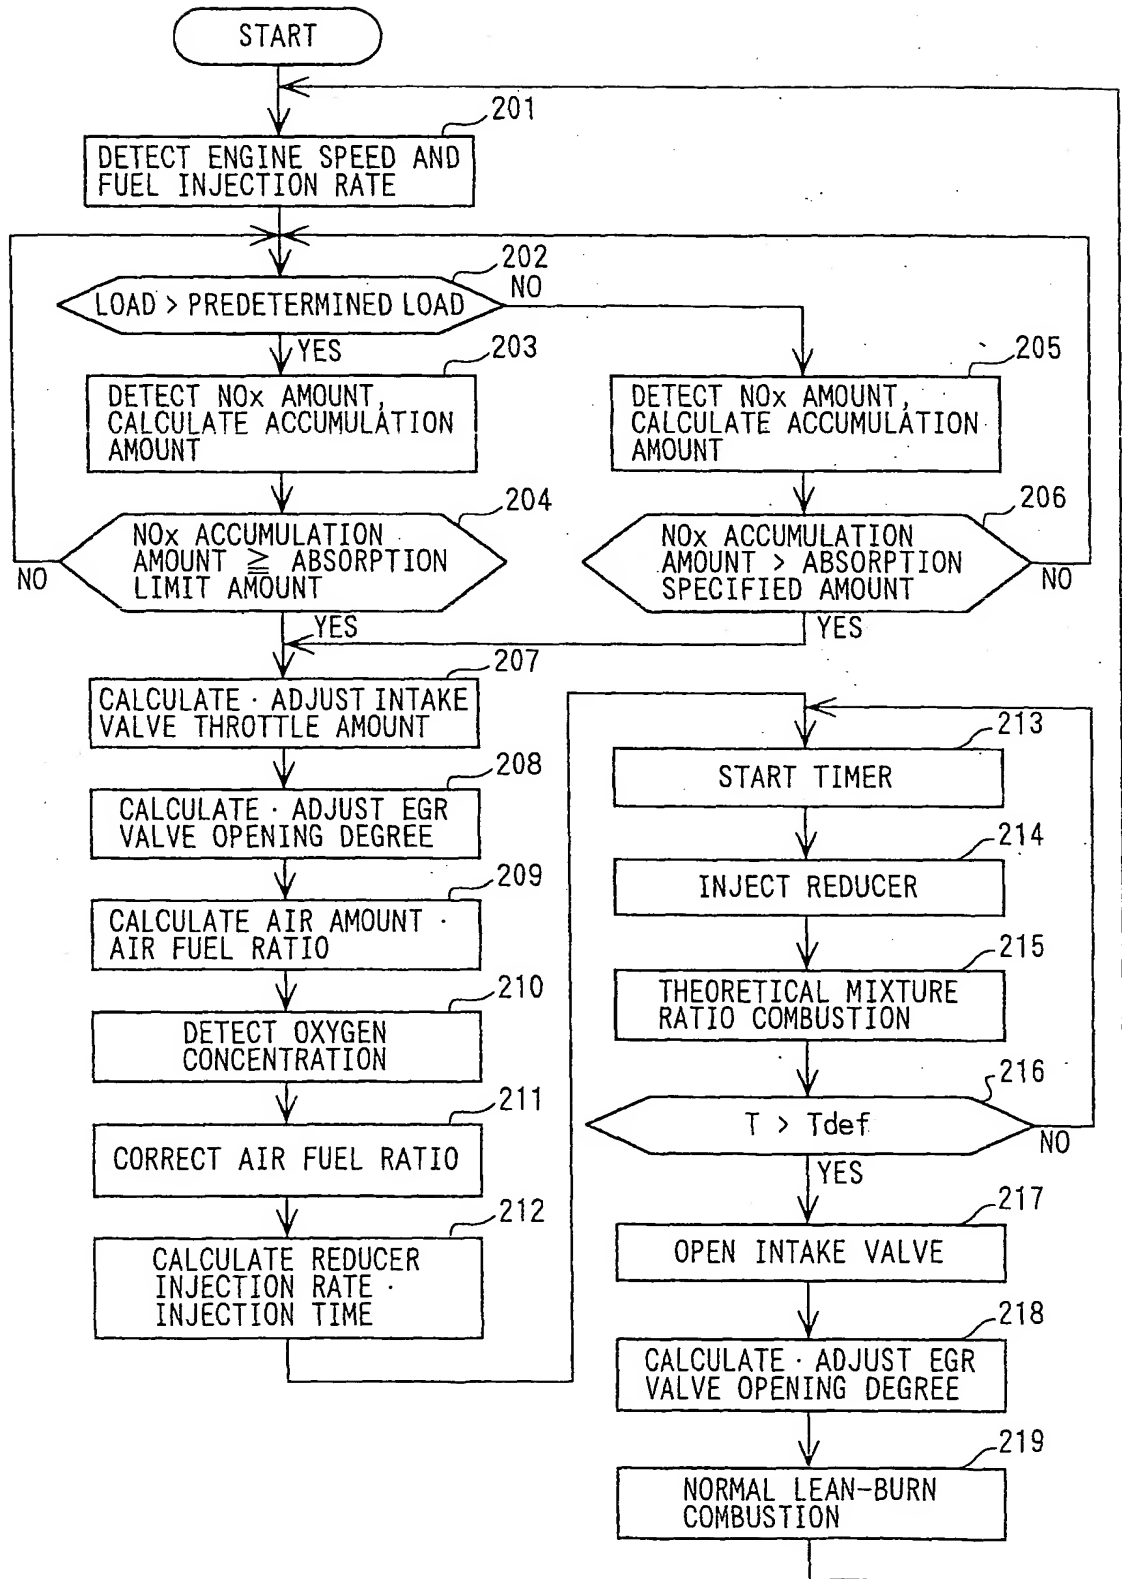 START
201
DETECT ENGINE SPEED AND
FUEL INJECTION RATE
202
LOAD > PREDETERMINED LOAD
NO
YES
203
DETECT NOx AMOUNT,
CALCULATE ACCUMULATION
AMOUNT
205
DETECT NOx AMOUNT,
CALCULATE ACCUMULATION
AMOUNT
204
NOx ACCUMULATION
AMOUNT ≧ ABSORPTION
LIMIT AMOUNT
NO
YES
206
NOx ACCUMULATION
AMOUNT > ABSORPTION
SPECIFIED AMOUNT
NO
YES
207
CALCULATE · ADJUST INTAKE
VALVE THROTTLE AMOUNT
208
CALCULATE · ADJUST EGR
VALVE OPENING DEGREE
209
CALCULATE AIR AMOUNT ·
AIR FUEL RATIO
210
DETECT OXYGEN
CONCENTRATION
211
CORRECT AIR FUEL RATIO
212
CALCULATE REDUCER
INJECTION RATE ·
INJECTION TIME
213
START TIMER
214
INJECT REDUCER
215
THEORETICAL MIXTURE
RATIO COMBUSTION
216
T > Tdef
NO
YES
217
OPEN INTAKE VALVE
218
CALCULATE · ADJUST EGR
VALVE OPENING DEGREE
219
NORMAL LEAN-BURN
COMBUSTION